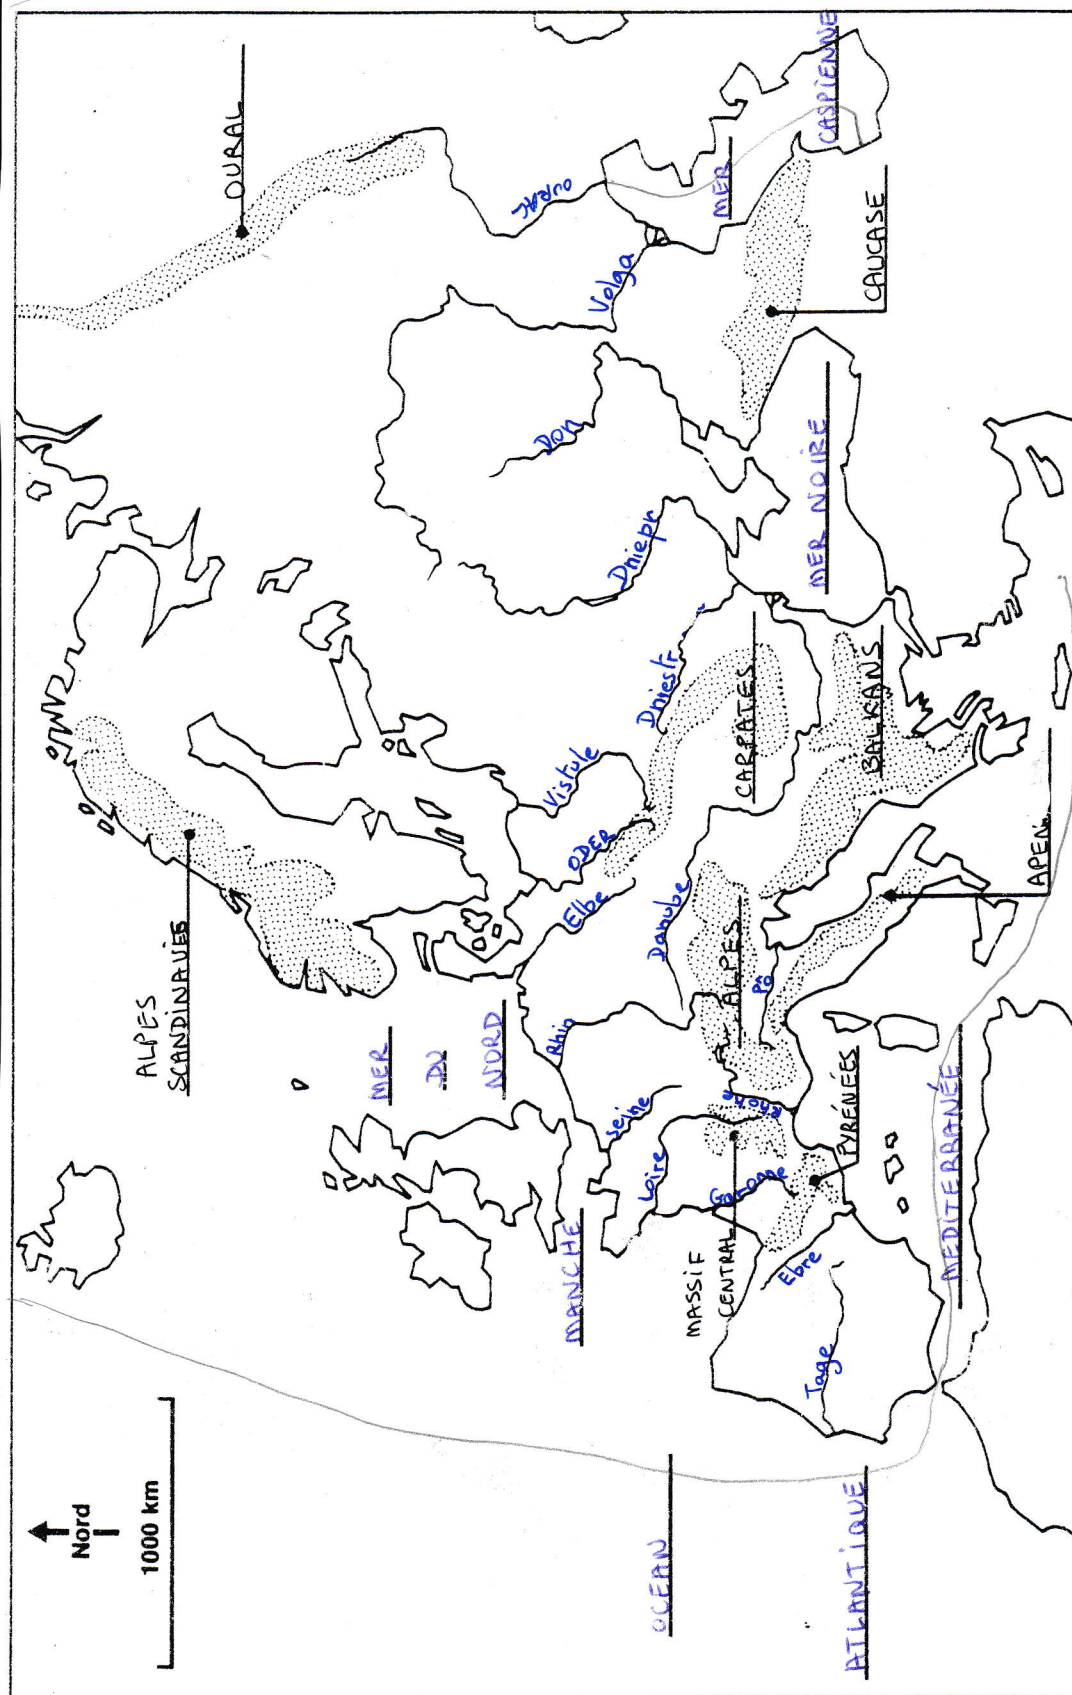 Nord
1000 km
OURAL
ALPES
SCANDINAVES
MER
DU
NORD
OURAL
Volga
Don
Dniepr
Dniestr
Vistule
ODER
Elbe
Rhin
Seine
Loire
MANCHE
Danube
MER
CASPIENNE
CAUCASE
MER NOIRE
CARPATES
BALKANS
ALPES
Pô
Rhône
Garonne
MASSIF
CENTRAL
PYRÉNÉES
Ebre
Tage
APEN.
OCEAN
ATLANTIQUE
MEDITERRANÉE